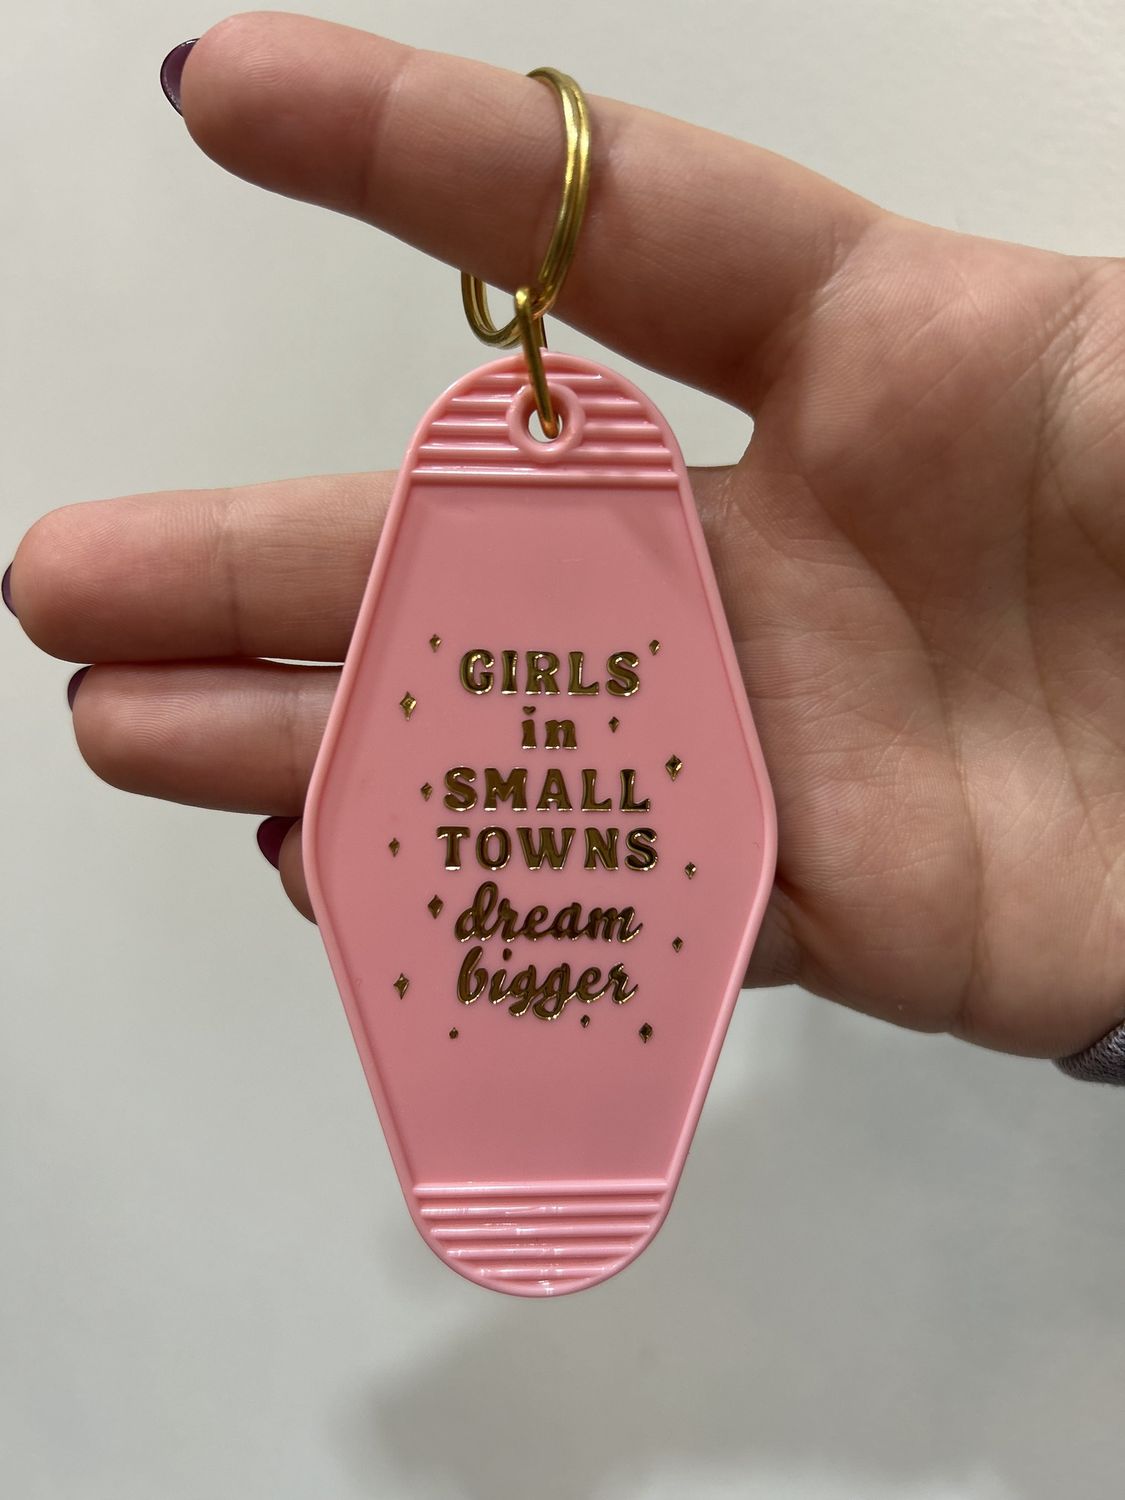 GIRLS
in
SMALL
TOWNS
dream
bigger